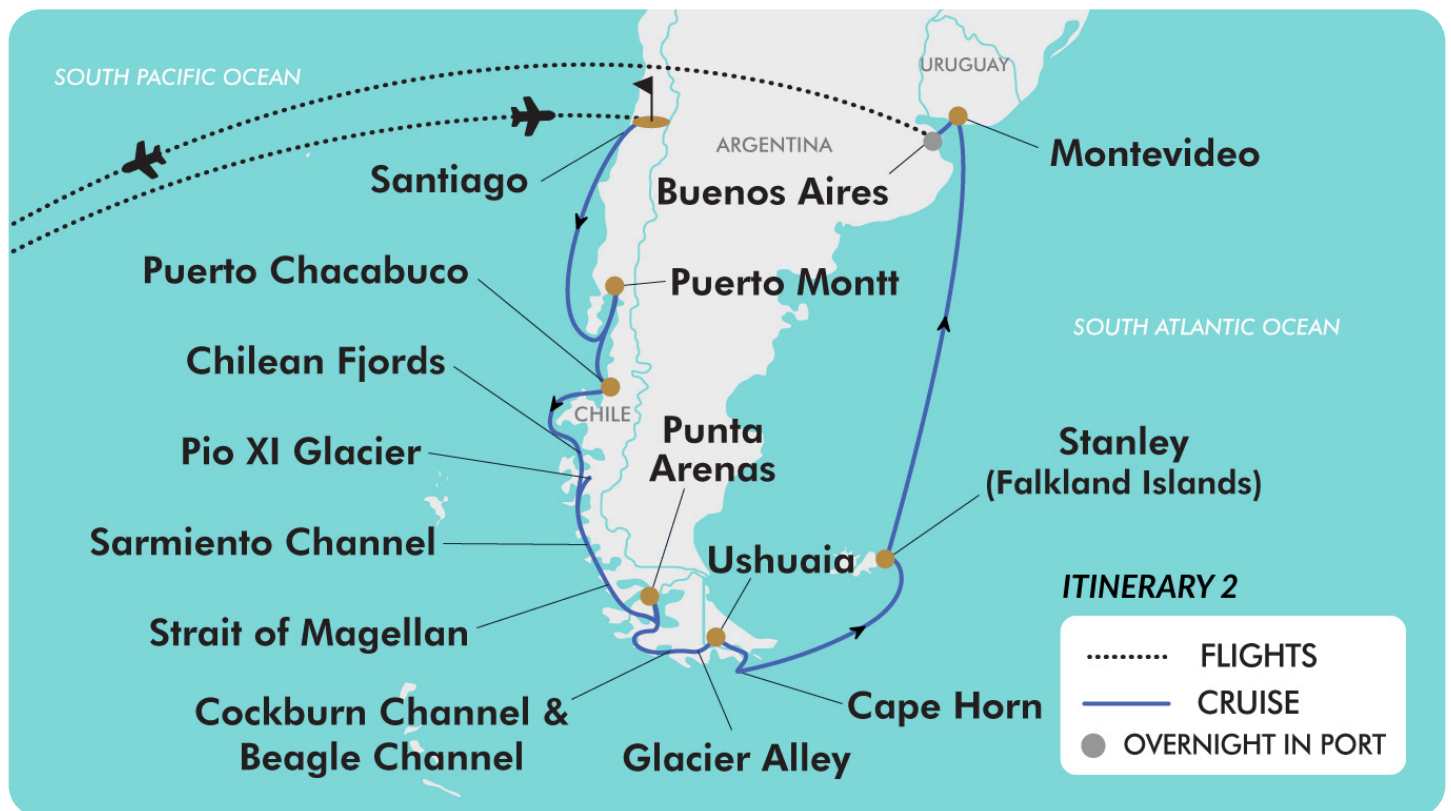 SOUTH PACIFIC OCEAN
URUGUAY
ARGENTINA
Montevideo
Santiago
Buenos Aires
Puerto Chacabuco
Puerto Montt
SOUTH ATLANTIC OCEAN
Chilean Fjords
CHILE
Pio XI Glacier
Punta
Arenas
Stanley
(Falkland Islands)
Sarmiento Channel
Ushuaia
Strait of Magellan
Cockburn Channel &
Beagle Channel
Glacier Alley
Cape Horn
ITINERARY 2
FLIGHTS
CRUISE
OVERNIGHT IN PORT